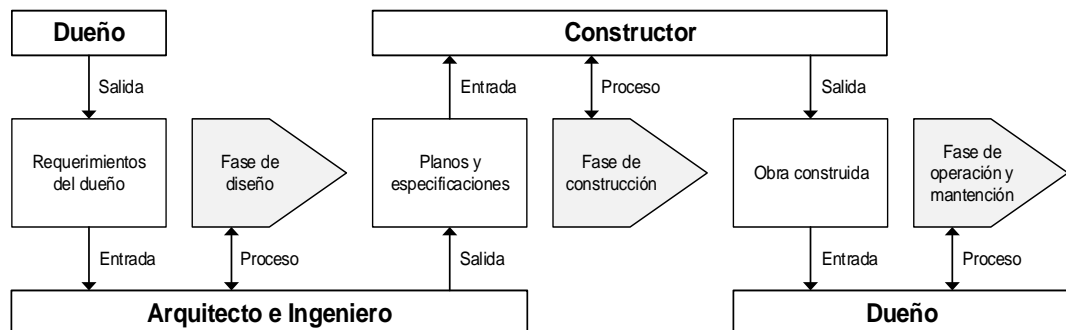 Dueño
Constructor
Salida
Entrada
Proceso
Salida
Requerimientos
del dueño
Fase de
diseño
Planos y
especificaciones
Fase de
construcción
Obra construida
Fase de
operación y
mantención
Entrada
Proceso
Salida
Entrada
Proceso
Arquitecto e Ingeniero
Dueño